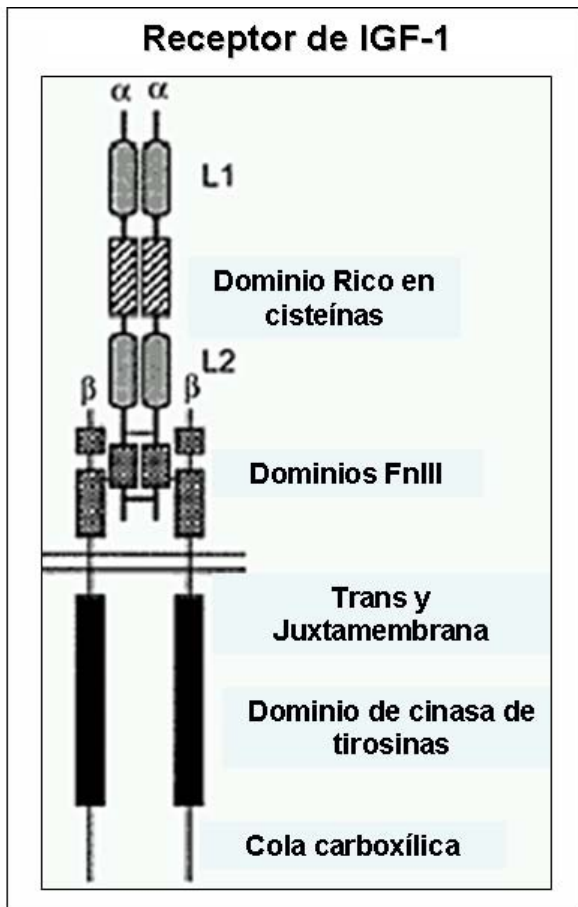 Receptor de IGF-1
α α
L1
Dominio Rico en
cisteínas
L2
β β
Dominios FnIII
Trans y
Juxtamembrana
Dominio de cinasa de
tirosinas
Cola carboxílica